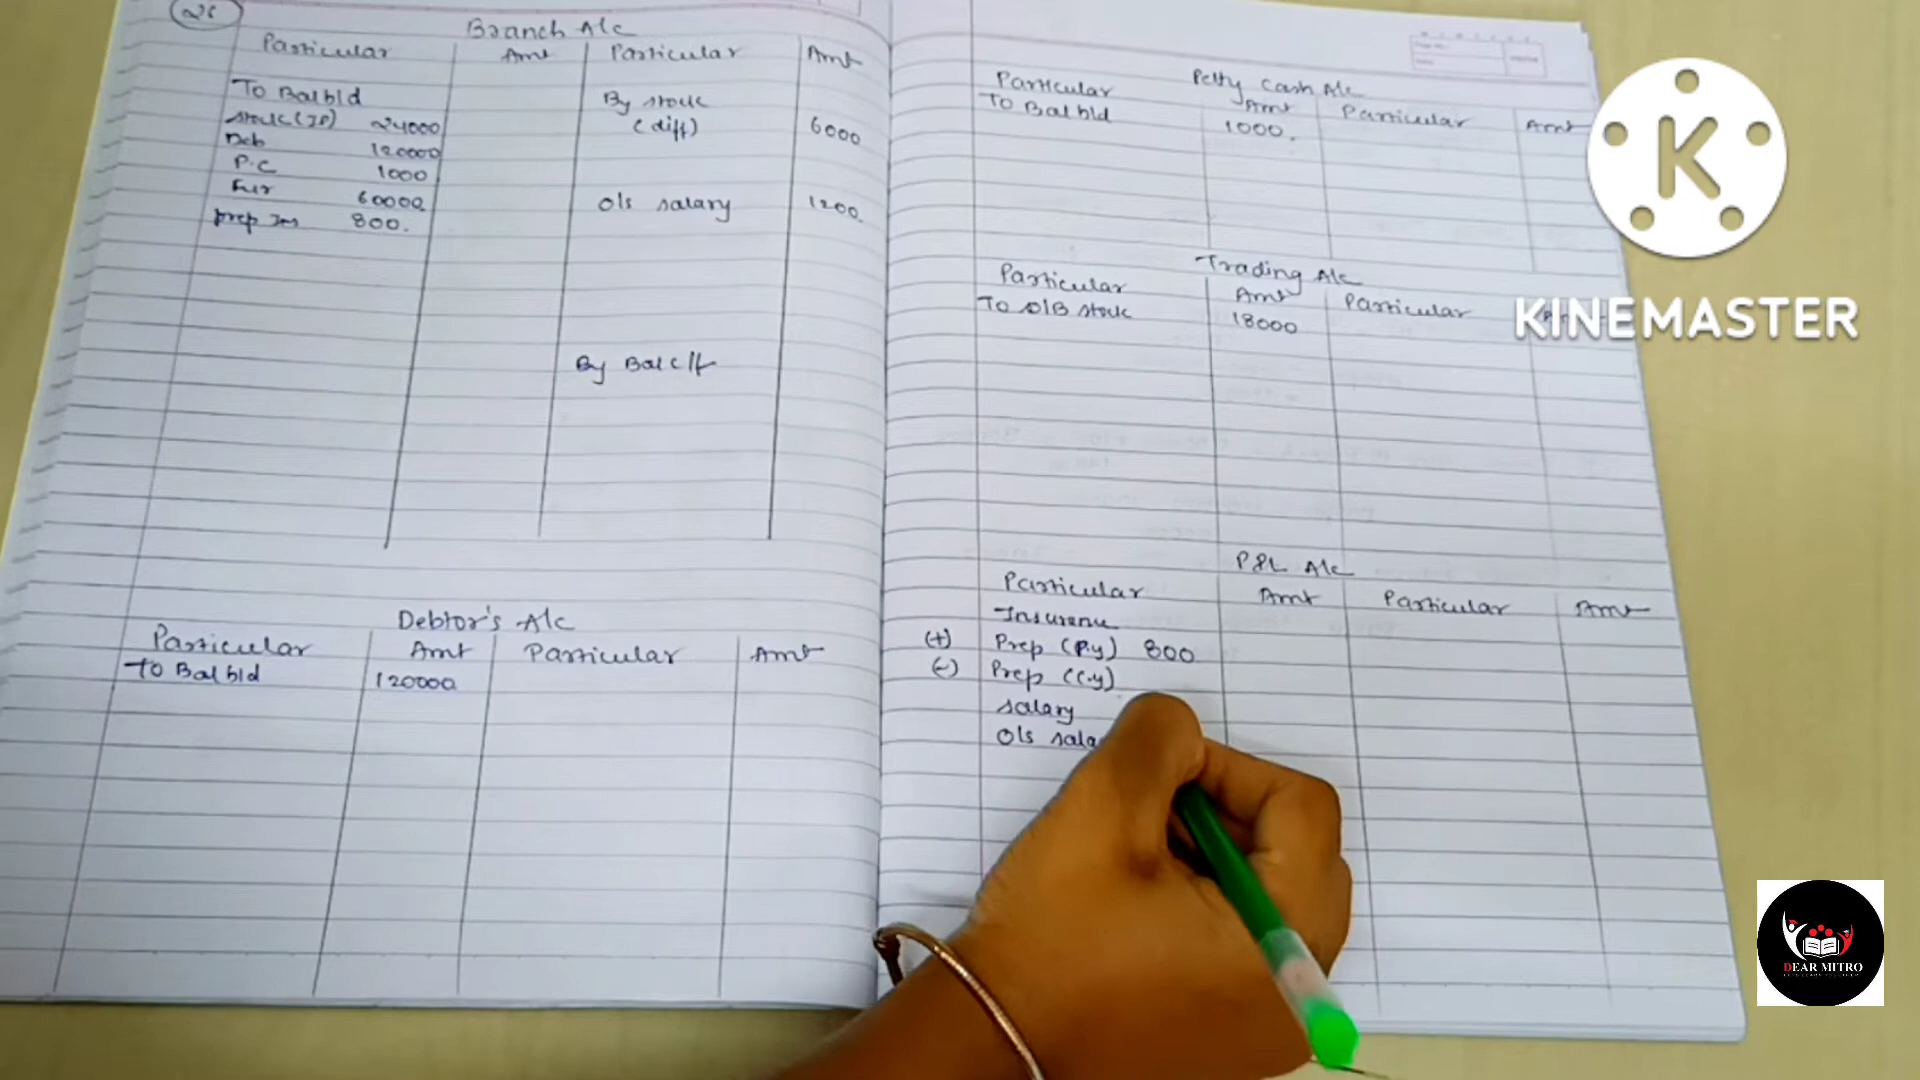 26
Branch A/c
Particular Amt Particular Amt
To Bal b/d By stock
Stock (IP) 24000 (diff) 6000
Deb 120000
P.C 1000
Fur 60000 O/s salary 1200
prep Ins 800.
By Bal c/f
Debtor's A/c
Particular Amt Particular Amt
To Bal b/d 120000
Petty Cash A/c
Particular Amt Particular Amt
To Bal b/d 1000.
Trading A/c
Particular Amt Particular
To O/B stock 18000
P&L A/c
Particular Amt Particular Amt
Insurance
(+) Prep (P.y) 800
(-) Prep (C.y)
salary
O/s sala
KINEMASTER
DEAR MITRO